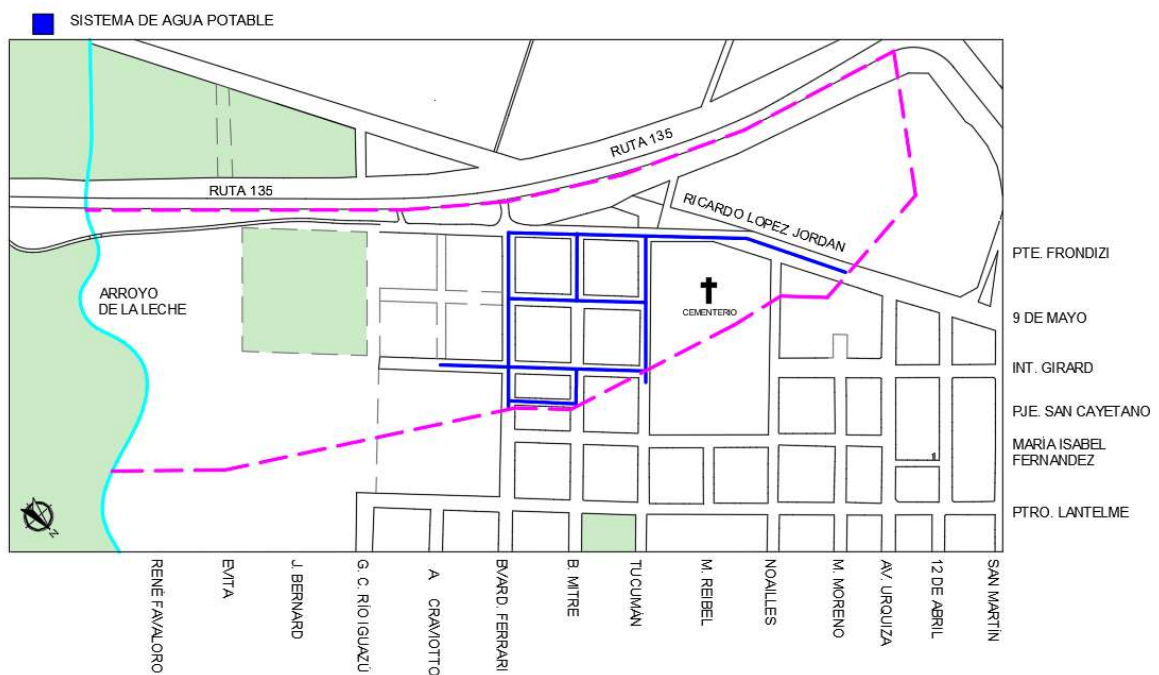 SISTEMA DE AGUA POTABLE
RUTA 135
RUTA 135
RICARDO LOPEZ JORDAN
ARROYO
DE LA LECHE
CEMENTERIO
PTE. FRONDIZI
9 DE MAYO
INT. GIRARD
PJE. SAN CAYETANO
MARÍA ISABEL
FERNANDEZ
PTRO. LANTELME
N
RENÉ FAVALORO
EVITA
J. BERNARD
G. C. RÍO IGUAZÚ
A CRAVIOTTO
BVARD. FERRARI
B. MITRE
TUCUMÁN
M. REIBEL
NOAILLES
M. MORENO
AV. URQUIZA
12 DE ABRIL
SAN MARTÍN